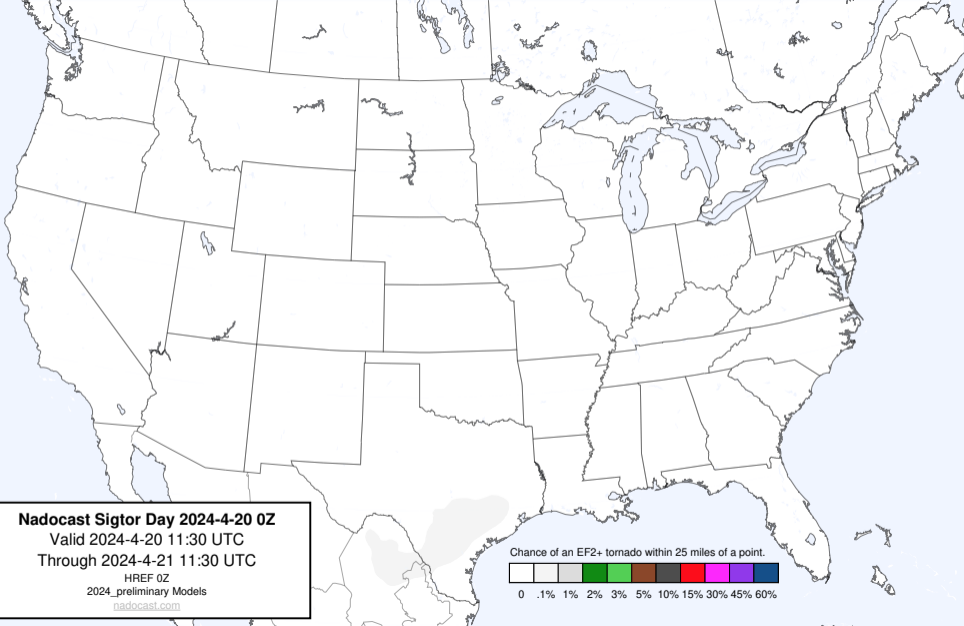 Nadocast Sigtor Day 2024-4-20 0Z
Valid 2024-4-20 11:30 UTC
Through 2024-4-21 11:30 UTC
HREF 0Z
2024_preliminary Models
nadocast.com
Chance of an EF2+ tornado within 25 miles of a point.
0 .1% 1% 2% 3% 5% 10% 15% 30% 45% 60%